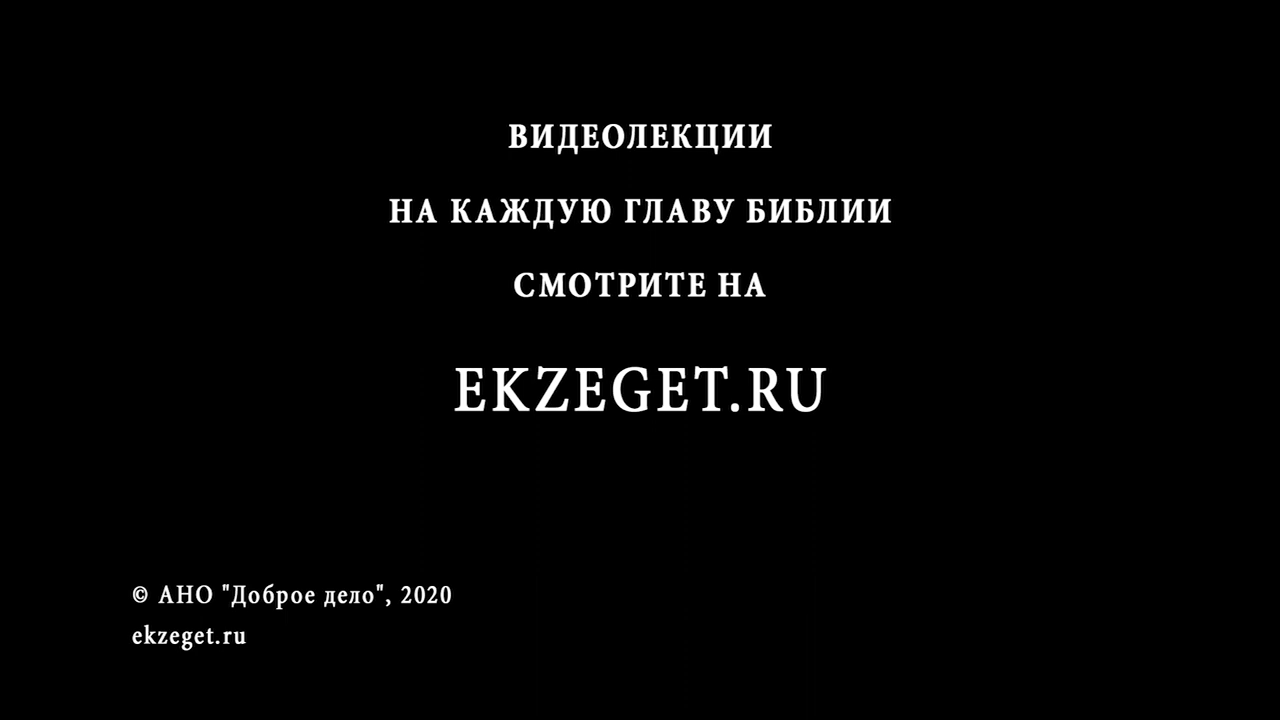 ВИДЕОЛЕКЦИИ
НА КАЖДУЮ ГЛАВУ БИБЛИИ
СМОТРИТЕ НА
EKZEGET.RU
© АНО "Доброе дело", 2020
ekzeget.ru